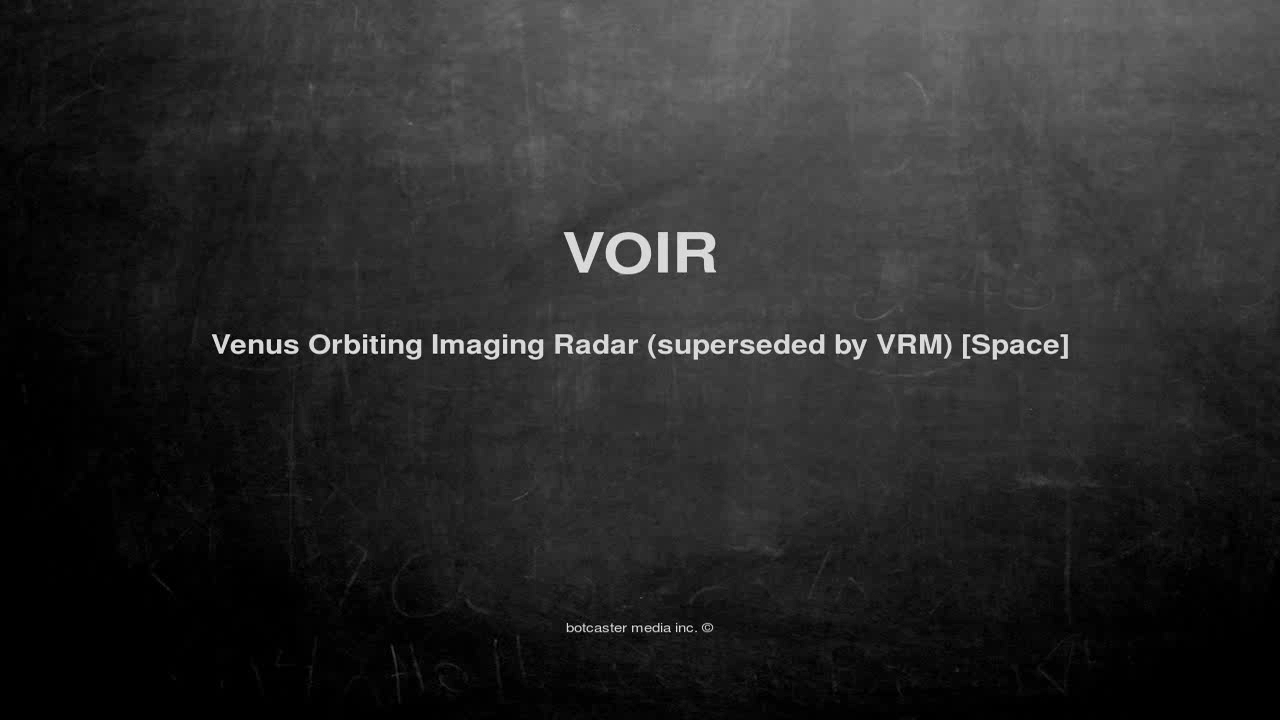 VOIR
Venus Orbiting Imaging Radar (superseded by VRM) [Space]
botcaster media inc. ©